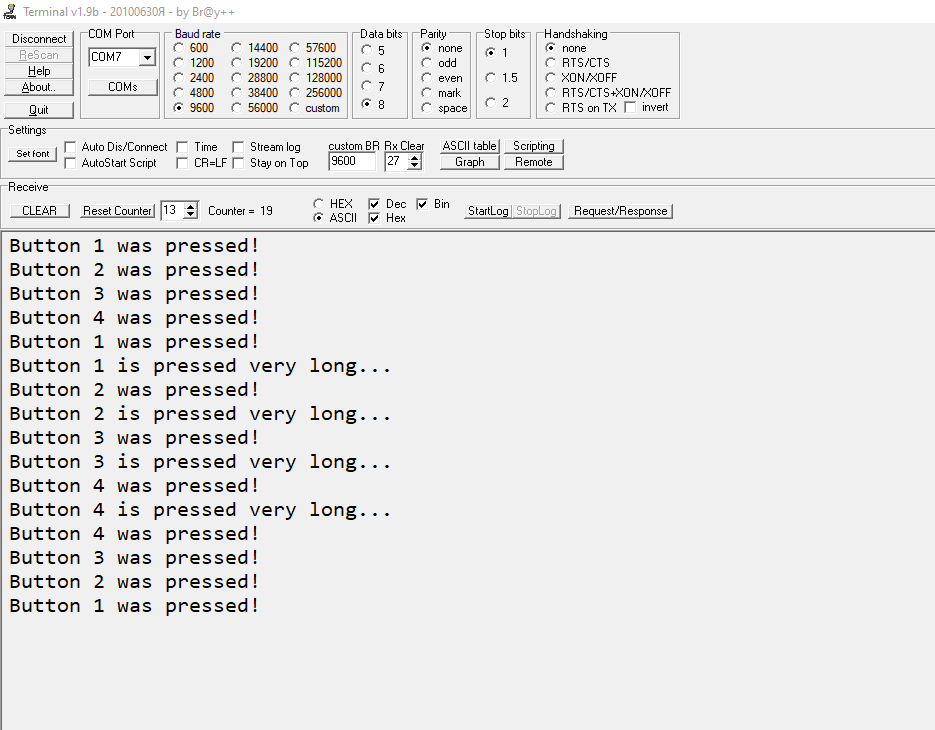 Terminal v1.9b - 20100630Я - by Br@y++
Disconnect
ReScan
Help
About..
Quit
COM Port
COM7
COMs
Baud rate
600 14400 57600
1200 19200 115200
2400 28800 128000
4800 38400 256000
9600 56000 custom
Data bits
5
6
7
8
Parity
none
odd
even
mark
space
Stop bits
1
1.5
2
Handshaking
none
RTS/CTS
XON/XOFF
RTS/CTS+XON/XOFF
RTS on TX invert
Settings
Set font
Auto Dis/Connect Time Stream log
AutoStart Script CR=LF Stay on Top
custom BR Rx Clear
9600 27
ASCII table Scripting
Graph Remote
Receive
CLEAR Reset Counter 13 Counter = 19
HEX Dec Bin
ASCII Hex
StartLog StopLog Request/Response
Button 1 was pressed!
Button 2 was pressed!
Button 3 was pressed!
Button 4 was pressed!
Button 1 was pressed!
Button 1 is pressed very long...
Button 2 was pressed!
Button 2 is pressed very long...
Button 3 was pressed!
Button 3 is pressed very long...
Button 4 was pressed!
Button 4 is pressed very long...
Button 4 was pressed!
Button 3 was pressed!
Button 2 was pressed!
Button 1 was pressed!